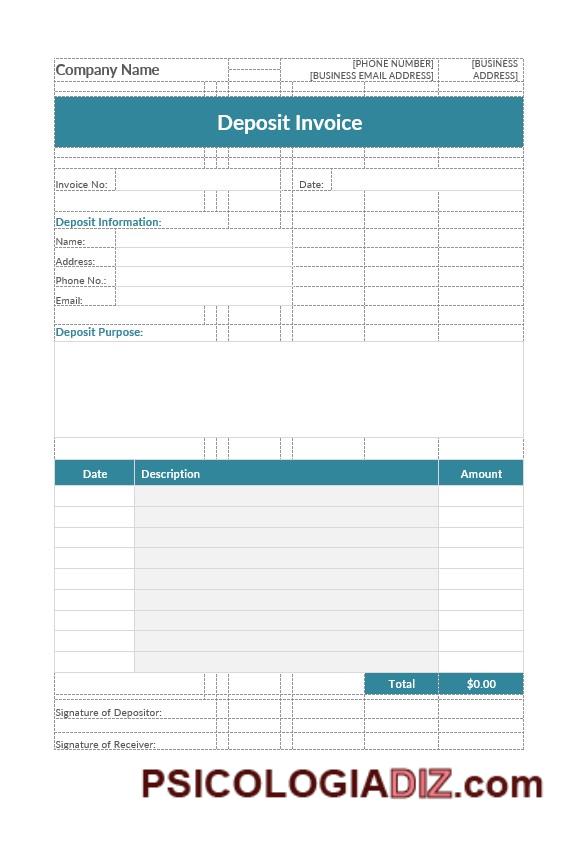 Company Name
[PHONE NUMBER]
[BUSINESS EMAIL ADDRESS]
[BUSINESS
ADDRESS]
Deposit Invoice
Invoice No:
Date:
Deposit Information:
Name:
Address:
Phone No.:
Email:
Deposit Purpose:
Date Description Amount
Total $0.00
Signature of Depositor:
Signature of Receiver:
PSICOLOGIADIZ.com